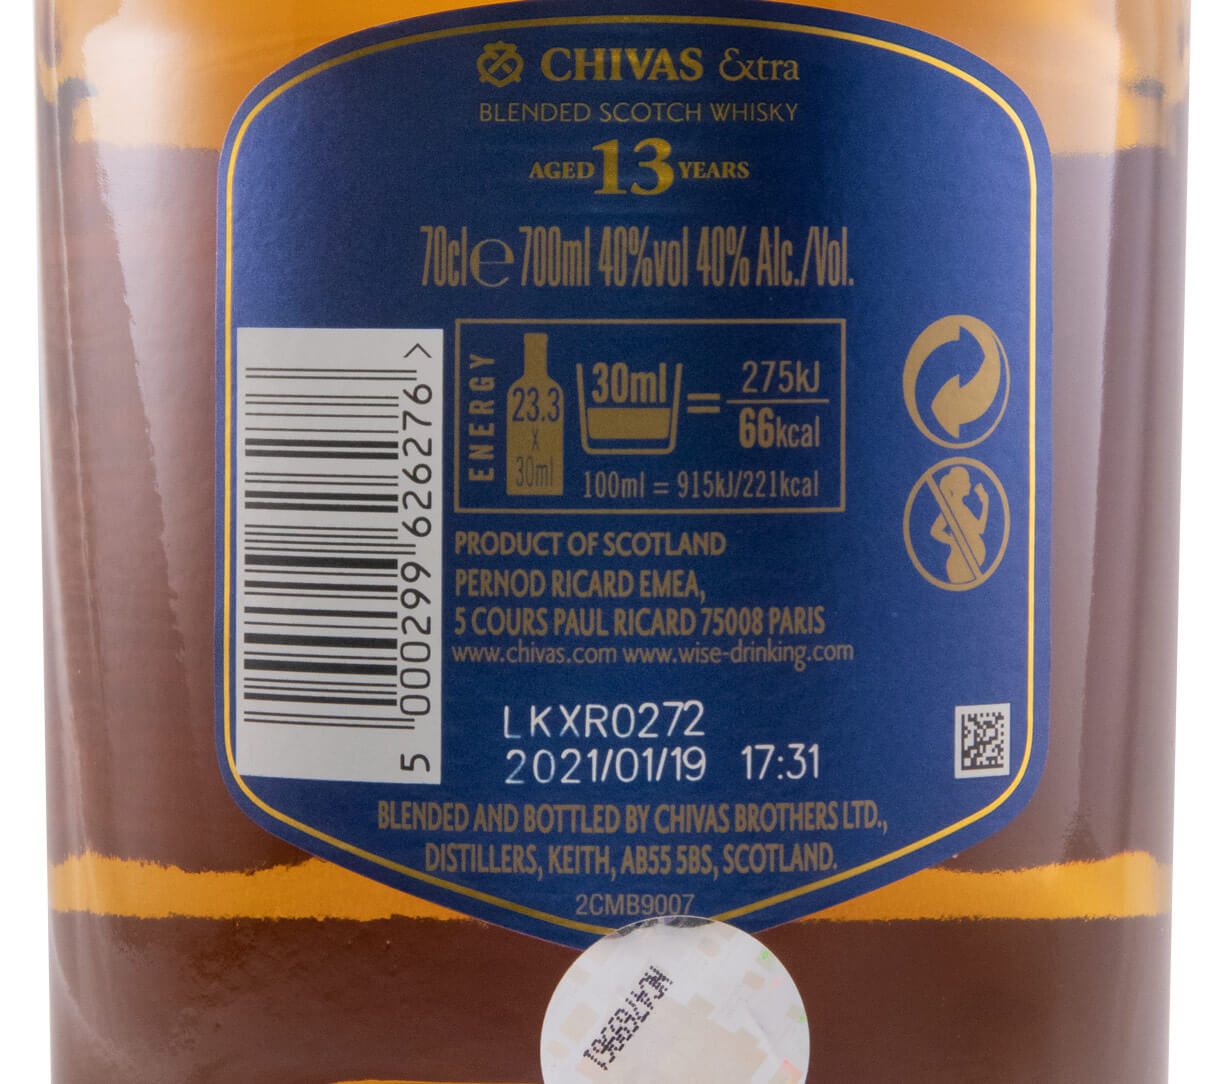 CHIVAS Extra
BLENDED SCOTCH WHISKY
AGED 13 YEARS
70cl e 700ml 40%vol 40% Alc./Vol.
ENERGY
23.3
x
30ml
30ml
=
275kJ
66kcal
100ml = 915kJ/221kcal
5 000299 626276 >
PRODUCT OF SCOTLAND
PERNOD RICARD EMEA,
5 COURS PAUL RICARD 75008 PARIS
www.chivas.com www.wise-drinking.com
LKXR0272
2021/01/19 17:31
BLENDED AND BOTTLED BY CHIVAS BROTHERS LTD.,
DISTILLERS, KEITH, AB55 5BS, SCOTLAND.
2CMB9007